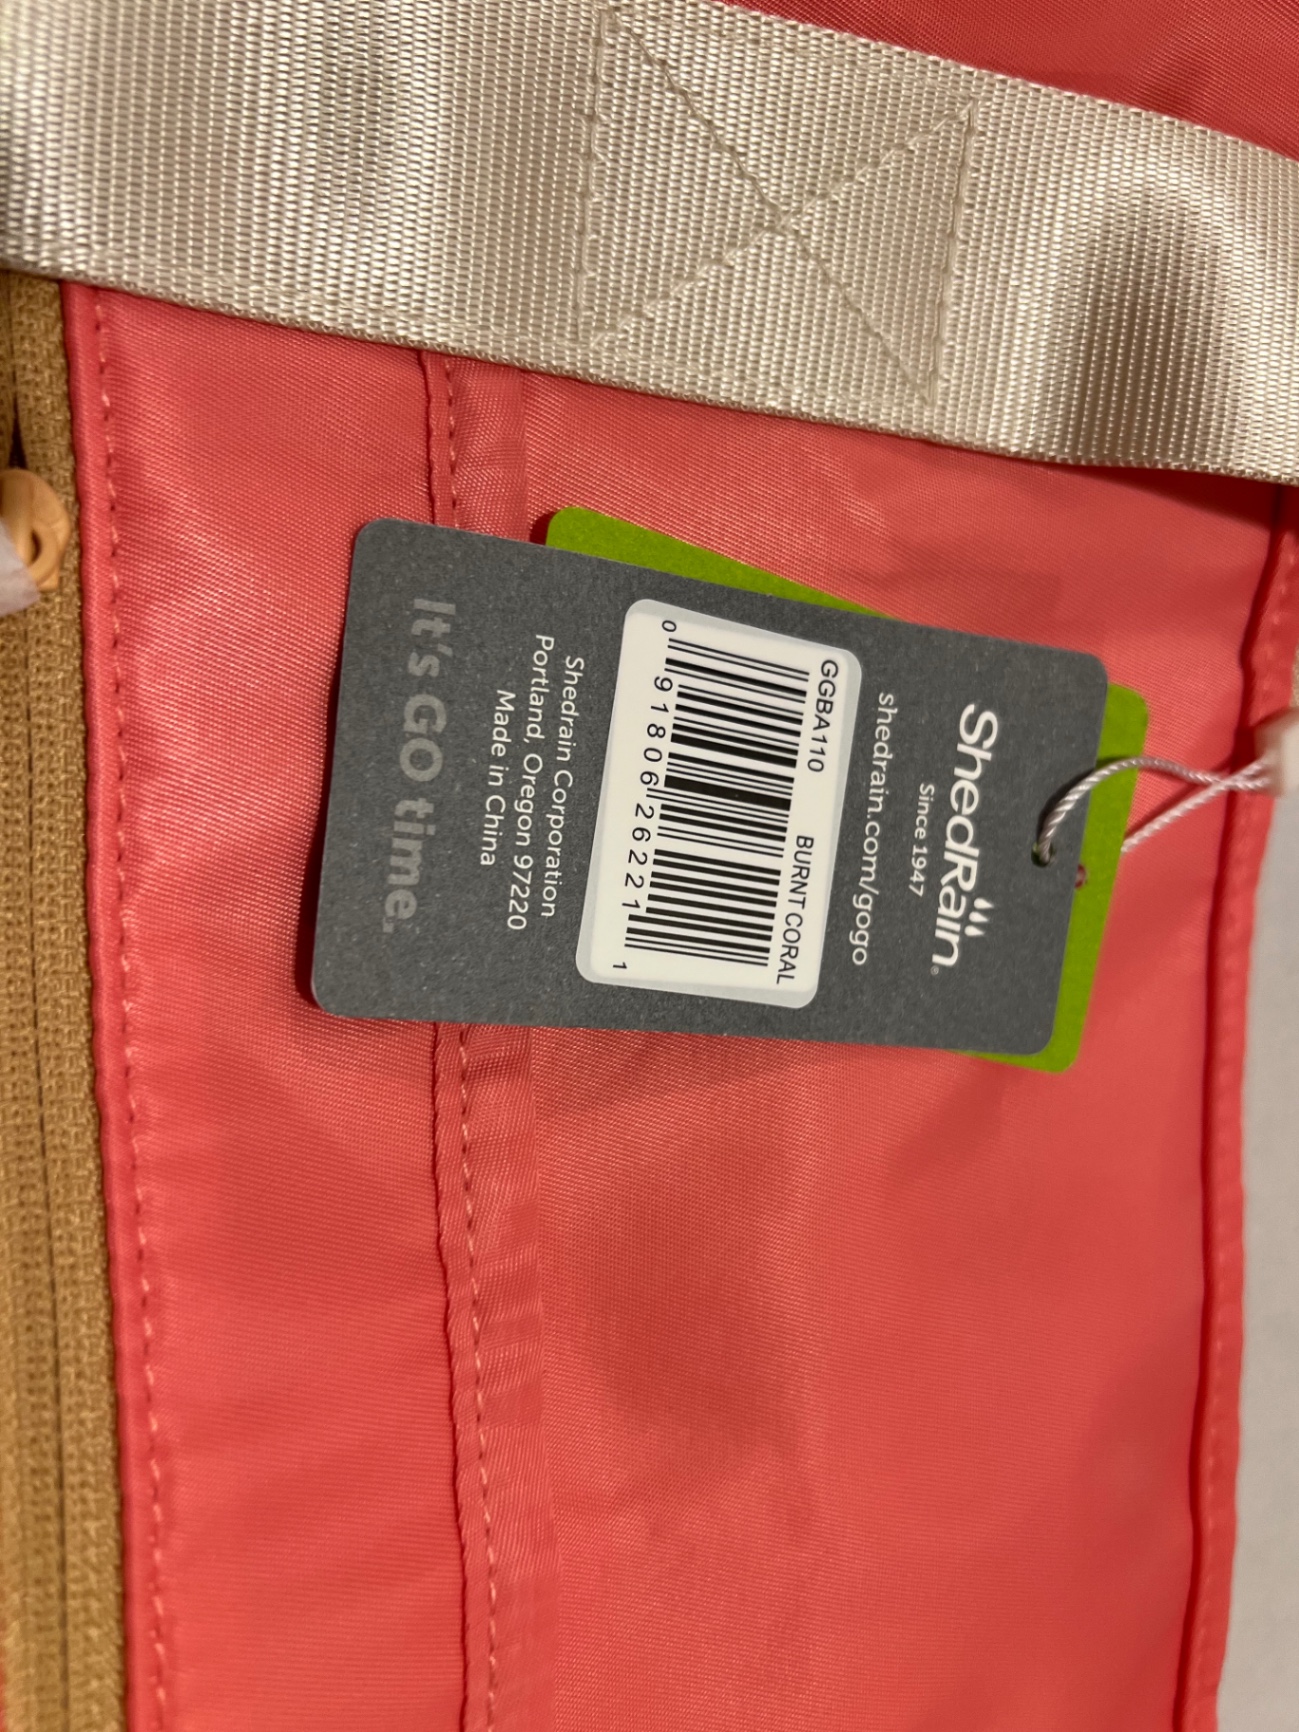 ShedRain®
Since 1947
shedrain.com/gogo
GGBA110 BURNT CORAL
0 91806 26221 1
Shedrain Corporation
Portland, Oregon 97220
Made in China
It's GO time.